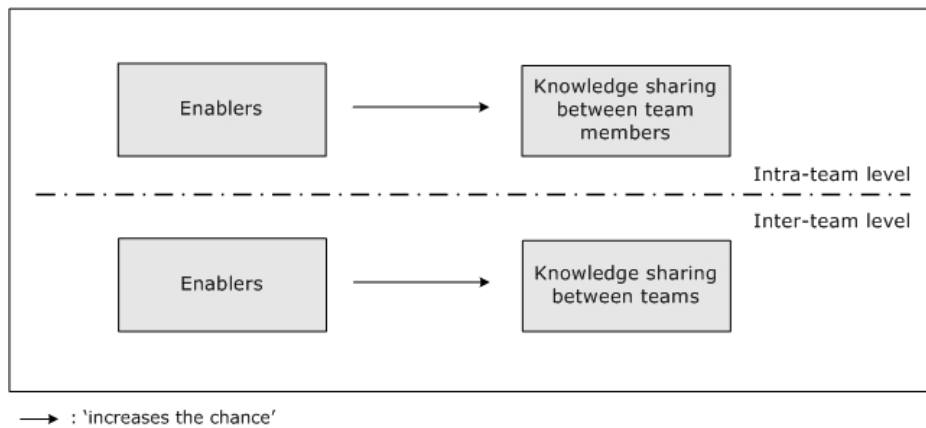 Enablers
Knowledge sharing
between team
members
Intra-team level
Inter-team level
Enablers
Knowledge sharing
between teams
: ‘increases the chance’